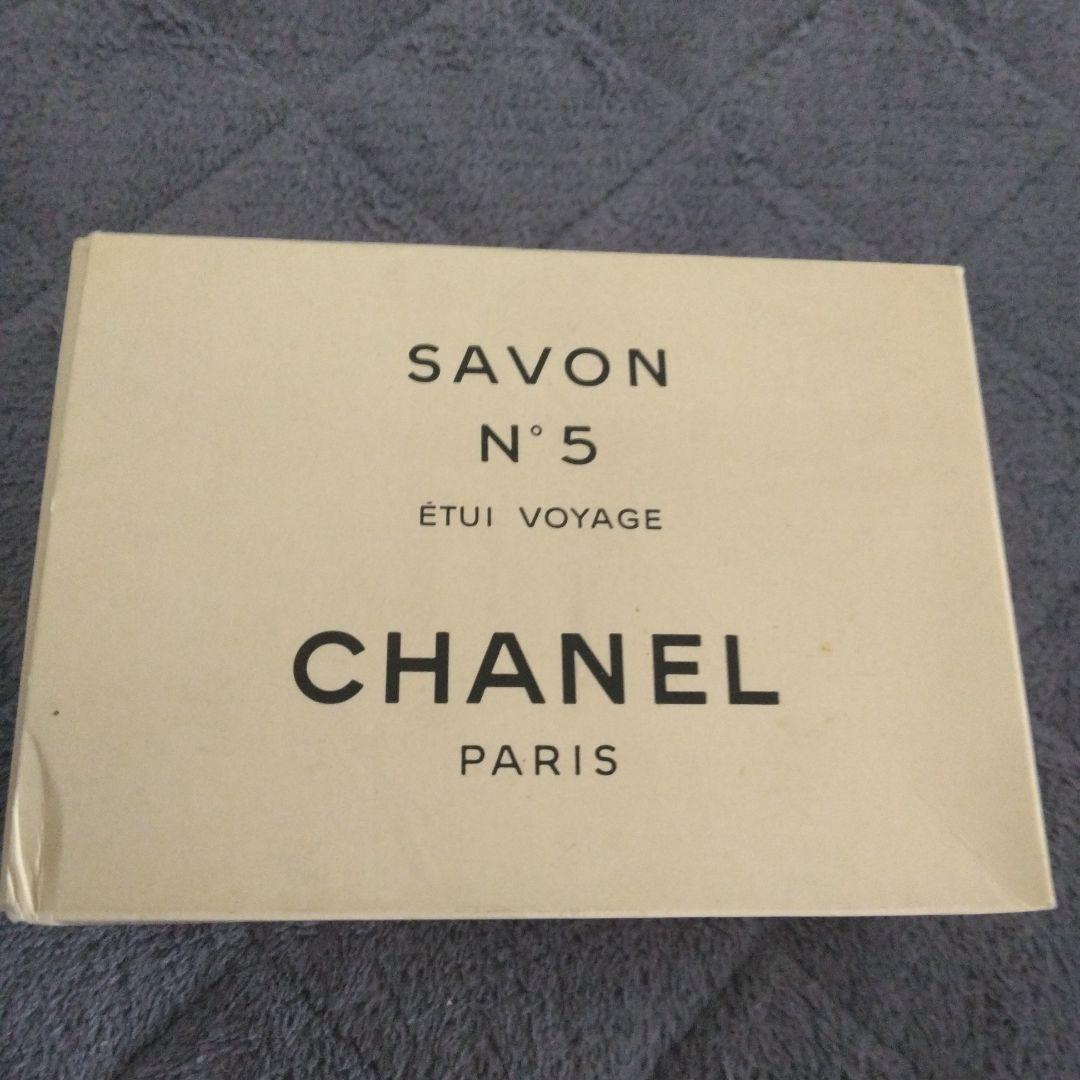 SAVON
N°5
ÉTUI VOYAGE
CHANEL
PARIS